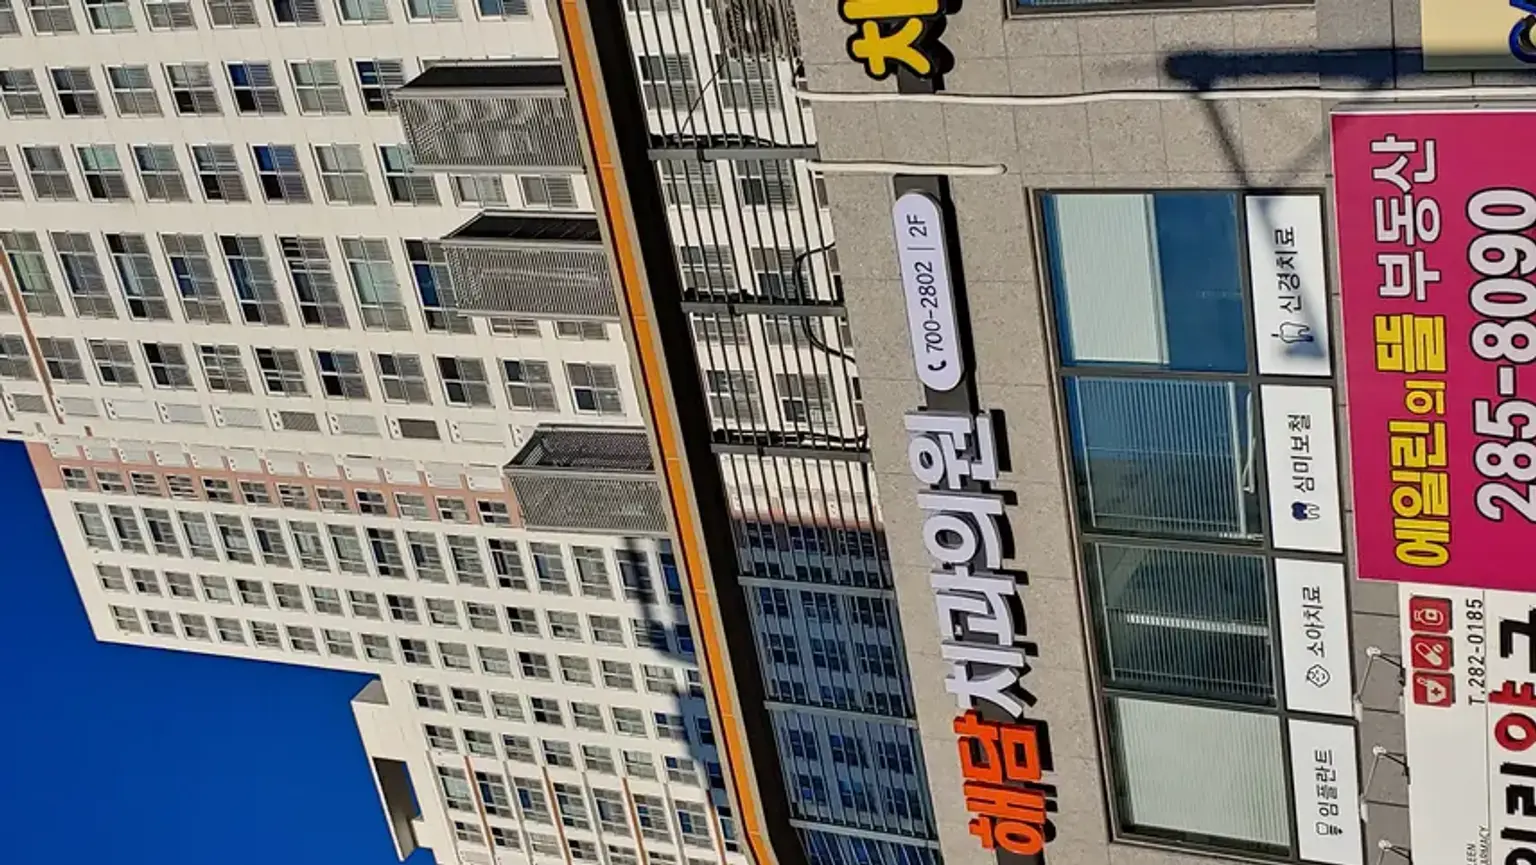 해담치과의원
700-2802 | 2F
치
임플란트
소아치료
심미보철
신경치료
에일린의뜰 부동산
285-8090
T.282-0185